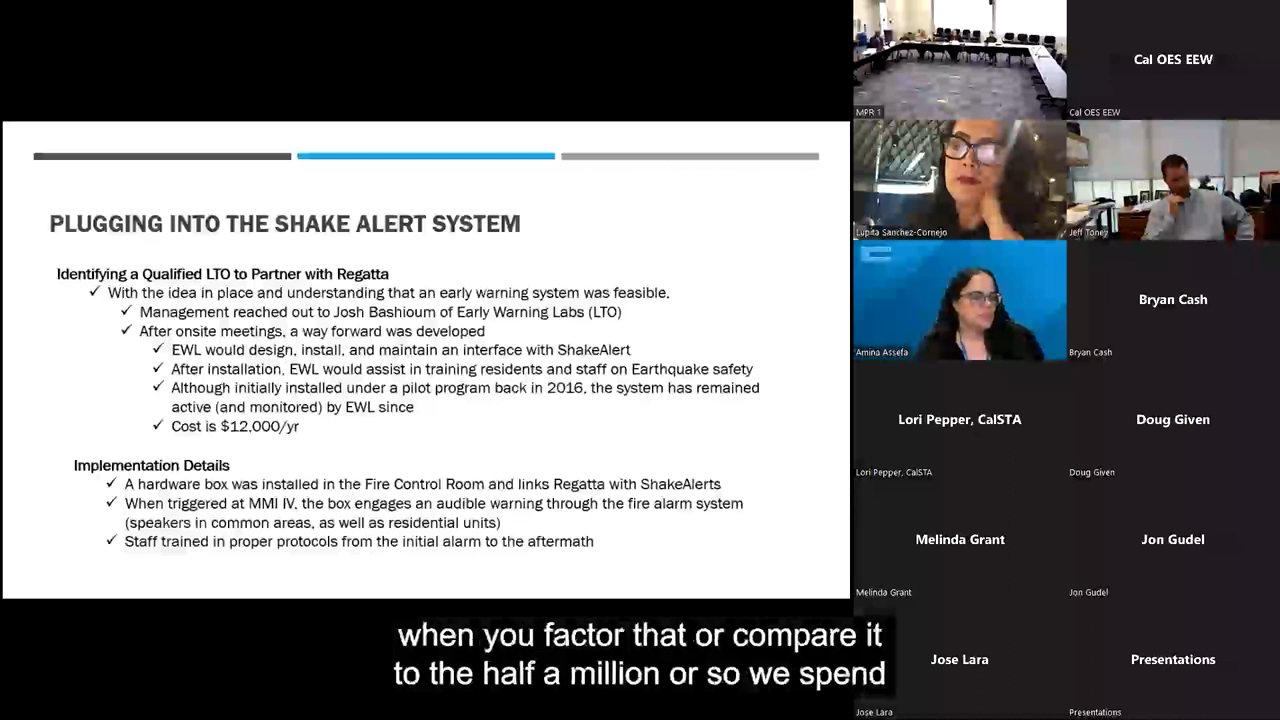 PLUGGING INTO THE SHAKE ALERT SYSTEM
Identifying a Qualified LTO to Partner with Regatta
✓ With the idea in place and understanding that an early warning system was feasible.
✓ Management reached out to Josh Bashioum of Early Warning Labs (LTO)
✓ After onsite meetings, a way forward was developed
✓ EWL would design, install, and maintain an interface with ShakeAlert
✓ After installation, EWL would assist in training residents and staff on Earthquake safety
✓ Although initially installed under a pilot program back in 2016, the system has remained
active (and monitored) by EWL since
✓ Cost is $12,000/yr
Implementation Details
✓ A hardware box was installed in the Fire Control Room and links Regatta with ShakeAlerts
✓ When triggered at MMI IV, the box engages an audible warning through the fire alarm system
(speakers in common areas, as well as residential units)
✓ Staff trained in proper protocols from the initial alarm to the aftermath
when you factor that or compare it
to the half a million or so we spend
MPR 1
Cal OES EEW
Cal OES EEW
Lupita Sanchez-Cornejo
Jeff Toney
Amina Assefa
Bryan Cash
Bryan Cash
Lori Pepper, CalSTA
Lori Pepper, CalSTA
Doug Given
Doug Given
Melinda Grant
Melinda Grant
Jon Gudel
Jon Gudel
Jose Lara
Jose Lara
Presentations
Presentations